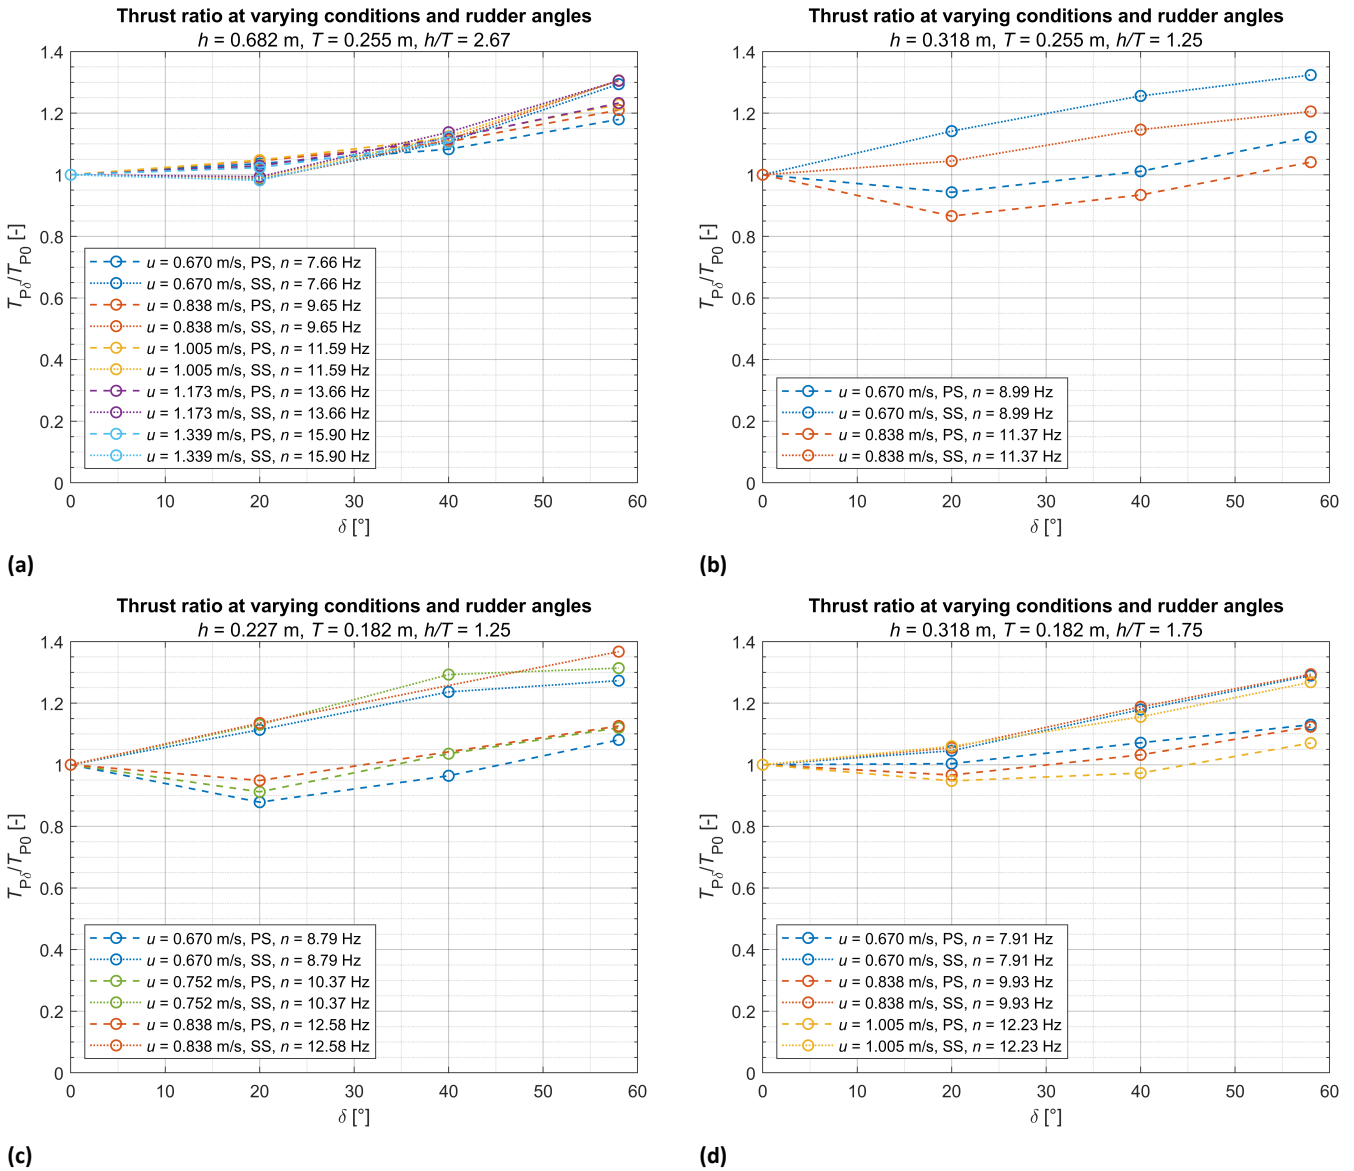 Thrust ratio at varying conditions and rudder angles
h = 0.682 m, T = 0.255 m, h/T = 2.67
1.4
1.2
1
0.8
0.6
0.4
0.2
0
TPδ/TP0 [-]
u = 0.670 m/s, PS, n = 7.66 Hz
u = 0.670 m/s, SS, n = 7.66 Hz
u = 0.838 m/s, PS, n = 9.65 Hz
u = 0.838 m/s, SS, n = 9.65 Hz
u = 1.005 m/s, PS, n = 11.59 Hz
u = 1.005 m/s, SS, n = 11.59 Hz
u = 1.173 m/s, PS, n = 13.66 Hz
u = 1.173 m/s, SS, n = 13.66 Hz
u = 1.339 m/s, PS, n = 15.90 Hz
u = 1.339 m/s, SS, n = 15.90 Hz
0 10 20 30 40 50 60
δ [°]
(a)
Thrust ratio at varying conditions and rudder angles
h = 0.318 m, T = 0.255 m, h/T = 1.25
1.4
1.2
1
0.8
0.6
0.4
0.2
0
TPδ/TP0 [-]
u = 0.670 m/s, PS, n = 8.99 Hz
u = 0.670 m/s, SS, n = 8.99 Hz
u = 0.838 m/s, PS, n = 11.37 Hz
u = 0.838 m/s, SS, n = 11.37 Hz
0 10 20 30 40 50 60
δ [°]
(b)
Thrust ratio at varying conditions and rudder angles
h = 0.227 m, T = 0.182 m, h/T = 1.25
1.4
1.2
1
0.8
0.6
0.4
0.2
0
TPδ/TP0 [-]
u = 0.670 m/s, PS, n = 8.79 Hz
u = 0.670 m/s, SS, n = 8.79 Hz
u = 0.752 m/s, PS, n = 10.37 Hz
u = 0.752 m/s, SS, n = 10.37 Hz
u = 0.838 m/s, PS, n = 12.58 Hz
u = 0.838 m/s, SS, n = 12.58 Hz
0 10 20 30 40 50 60
δ [°]
(c)
Thrust ratio at varying conditions and rudder angles
h = 0.318 m, T = 0.182 m, h/T = 1.75
1.4
1.2
1
0.8
0.6
0.4
0.2
0
TPδ/TP0 [-]
u = 0.670 m/s, PS, n = 7.91 Hz
u = 0.670 m/s, SS, n = 7.91 Hz
u = 0.838 m/s, PS, n = 9.93 Hz
u = 0.838 m/s, SS, n = 9.93 Hz
u = 1.005 m/s, PS, n = 12.23 Hz
u = 1.005 m/s, SS, n = 12.23 Hz
0 10 20 30 40 50 60
δ [°]
(d)